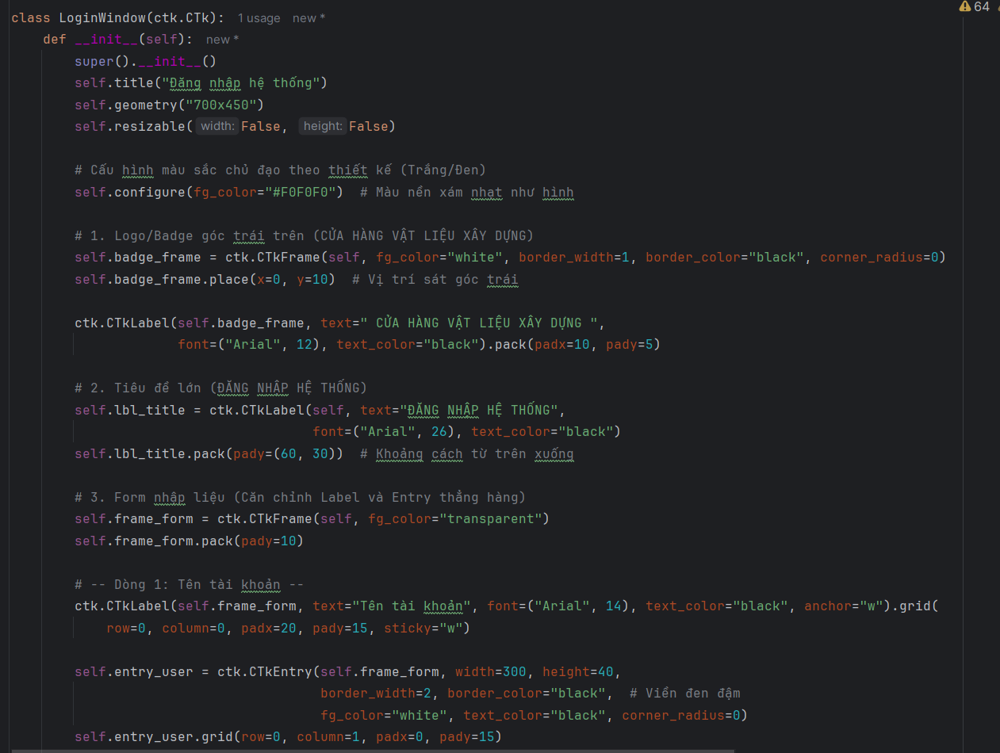 class LoginWindow(ctk.CTk): 1 usage new *
def __init__(self): new *
super().__init__()
self.title("Đăng nhập hệ thống")
self.geometry("700x450")
self.resizable( width: False, height: False)
# Cấu hình màu sắc chủ đạo theo thiết kế (Trắng/Đen)
self.configure(fg_color="#F0F0F0") # Màu nền xám nhạt như hình
# 1. Logo/Badge góc trái trên (CỬA HÀNG VẬT LIỆU XÂY DỰNG)
self.badge_frame = ctk.CTkFrame(self, fg_color="white", border_width=1, border_color="black", corner_radius=0)
self.badge_frame.place(x=0, y=10) # Vị trí sát góc trái
ctk.CTkLabel(self.badge_frame, text=" CỬA HÀNG VẬT LIỆU XÂY DỰNG ",
font=("Arial", 12), text_color="black").pack(padx=10, pady=5)
# 2. Tiêu đề lớn (ĐĂNG NHẬP HỆ THỐNG)
self.lbl_title = ctk.CTkLabel(self, text="ĐĂNG NHẬP HỆ THỐNG",
font=("Arial", 26), text_color="black")
self.lbl_title.pack(pady=(60, 30)) # Khoảng cách từ trên xuống
# 3. Form nhập liệu (Căn chỉnh Label và Entry thẳng hàng)
self.frame_form = ctk.CTkFrame(self, fg_color="transparent")
self.frame_form.pack(pady=10)
# -- Dòng 1: Tên tài khoản --
ctk.CTkLabel(self.frame_form, text="Tên tài khoản", font=("Arial", 14), text_color="black", anchor="w").grid(
row=0, column=0, padx=20, pady=15, sticky="w")
self.entry_user = ctk.CTkEntry(self.frame_form, width=300, height=40,
border_width=2, border_color="black", # Viền đen đậm
fg_color="white", text_color="black", corner_radius=0)
self.entry_user.grid(row=0, column=1, padx=0, pady=15)
64